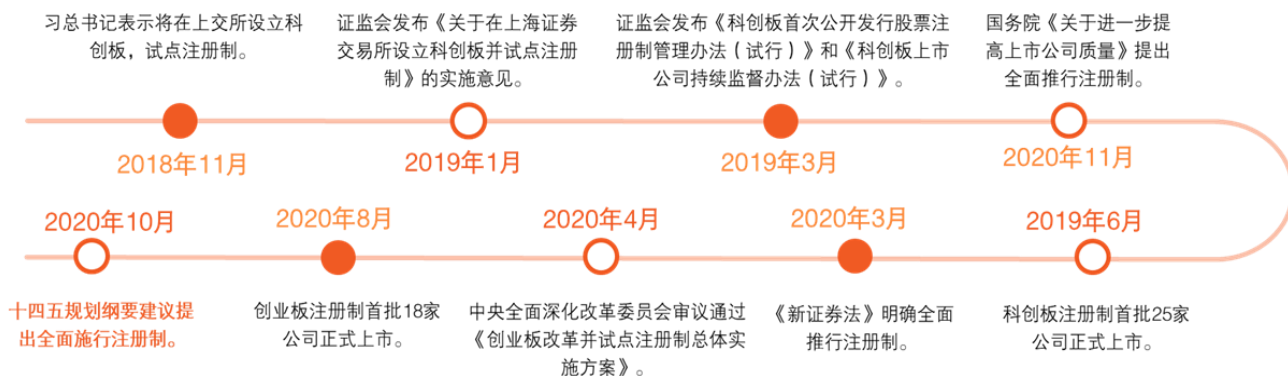 习总书记表示将在上交所设立科
创板，试点注册制。
2018年11月
证监会发布《关于在上海证券
交易所设立科创板并试点注册
制》的实施意见。
2019年1月
证监会发布《科创板首次公开发行股票注
册制管理办法（试行）》和《科创板上市
公司持续监督办法（试行）》。
2019年3月
国务院《关于进一步提
高上市公司质量》提出
全面推行注册制。
2020年11月
2020年10月
十四五规划纲要建议提
出全面施行注册制。
2020年8月
创业板注册制首批18家
公司正式上市。
2020年4月
中央全面深化改革委员会审议通过
《创业板改革并试点注册制总体实
施方案》。
2020年3月
《新证券法》明确全面
推行注册制。
2019年6月
科创板注册制首批25家
公司正式上市。